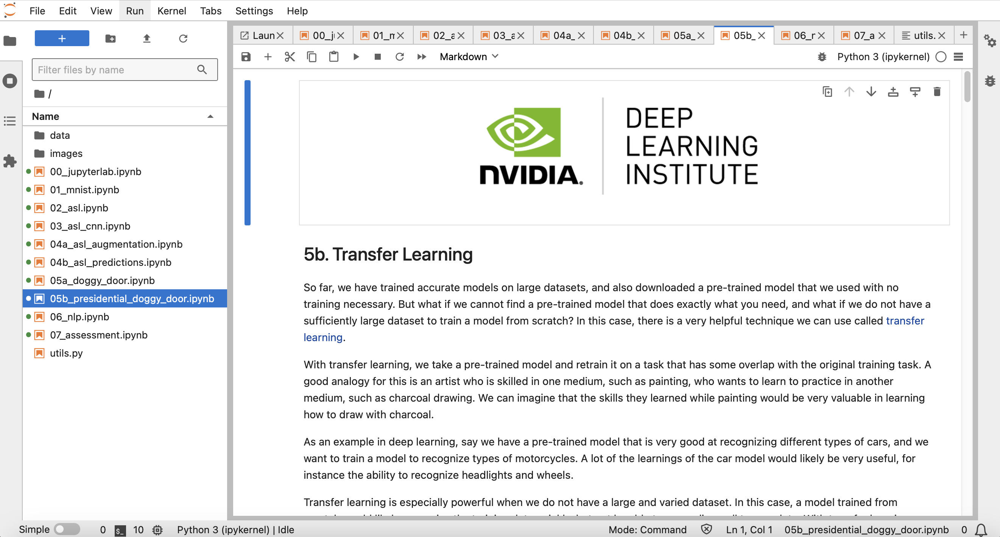 File Edit View Run Kernel Tabs Settings Help
Filter files by name
/
Name
data
images
00_jupyterlab.ipynb
01_mnist.ipynb
02_asl.ipynb
03_asl_cnn.ipynb
04a_asl_augmentation.ipynb
04b_asl_predictions.ipynb
05a_doggy_door.ipynb
05b_presidential_doggy_door.ipynb
06_nlp.ipynb
07_assessment.ipynb
utils.py
Laun 00_j 01_m 02_a 03_a 04a_ 04b_ 05a_ 05b_ 06_r 07_a utils.
Markdown Python 3 (ipykernel)
NVIDIA.
DEEP
LEARNING
INSTITUTE
5b. Transfer Learning
So far, we have trained accurate models on large datasets, and also downloaded a pre-trained model that we used with no
training necessary. But what if we cannot find a pre-trained model that does exactly what you need, and what if we do not have a
sufficiently large dataset to train a model from scratch? In this case, there is a very helpful technique we can use called transfer
learning.
With transfer learning, we take a pre-trained model and retrain it on a task that has some overlap with the original training task. A
good analogy for this is an artist who is skilled in one medium, such as painting, who wants to learn to practice in another
medium, such as charcoal drawing. We can imagine that the skills they learned while painting would be very valuable in learning
how to draw with charcoal.
As an example in deep learning, say we have a pre-trained model that is very good at recognizing different types of cars, and we
want to train a model to recognize types of motorcycles. A lot of the learnings of the car model would likely be very useful, for
instance the ability to recognize headlights and wheels.
Transfer learning is especially powerful when we do not have a large and varied dataset. In this case, a model trained from
Simple 0 $_ 10 Python 3 (ipykernel) | Idle Mode: Command Ln 1, Col 1 05b_presidential_doggy_door.ipynb 0